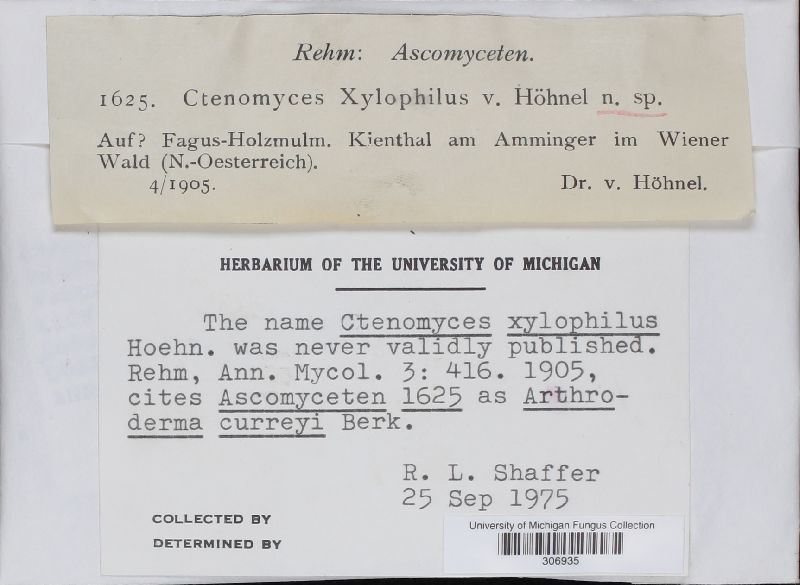 Rehm: Ascomyceten.
1625. Ctenomyces Xylophilus v. Höhnel n. sp.
Auf? Fagus-Holzmulm. Kienthal am Amminger im Wiener
Wald (N.-Oesterreich).
4/1905. Dr. v. Höhnel.
HERBARIUM OF THE UNIVERSITY OF MICHIGAN
The name Ctenomyces xylophilus
Hoehn. was never validly published.
Rehm, Ann. Mycol. 3: 416. 1905,
cites Ascomyceten 1625 as Arthro-
derma curreyi Berk.
R. L. Shaffer
25 Sep 1975
COLLECTED BY
DETERMINED BY
University of Michigan Fungus Collection
306935